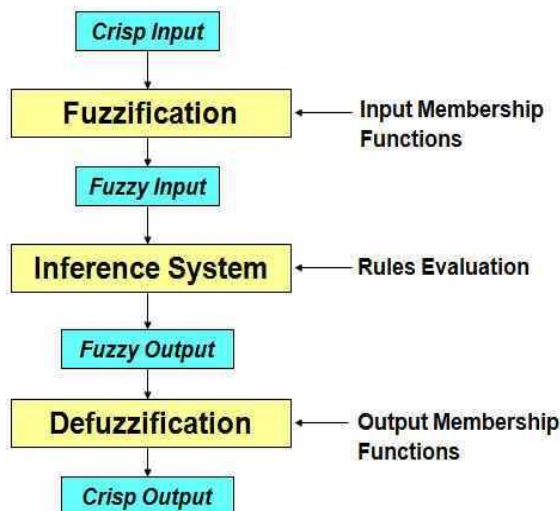 Crisp Input
Fuzzification
Input Membership
Functions
Fuzzy Input
Inference System
Rules Evaluation
Fuzzy Output
Defuzzification
Output Membership
Functions
Crisp Output